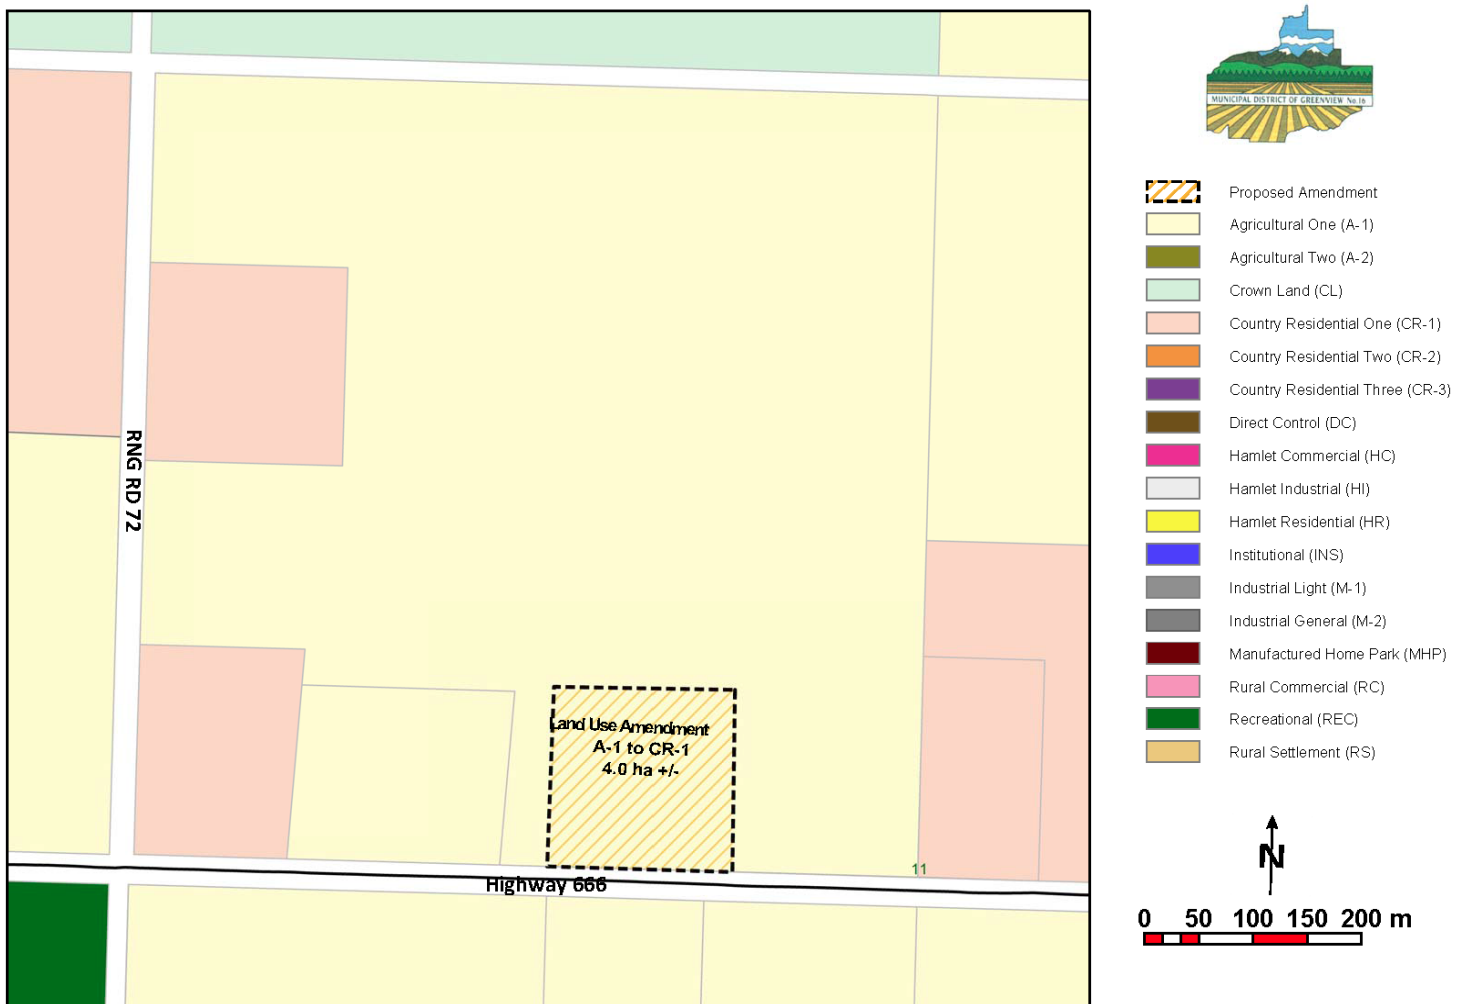 MUNICIPAL DISTRICT OF GREENVIEW No.16
Proposed Amendment
Agricultural One (A-1)
Agricultural Two (A-2)
Crown Land (CL)
Country Residential One (CR-1)
Country Residential Two (CR-2)
Country Residential Three (CR-3)
Direct Control (DC)
Hamlet Commercial (HC)
Hamlet Industrial (HI)
Hamlet Residential (HR)
Institutional (INS)
Industrial Light (M-1)
Industrial General (M-2)
Manufactured Home Park (MHP)
Rural Commercial (RC)
Recreational (REC)
Rural Settlement (RS)
RNG RD 72
Land Use Amendment
A-1 to CR-1
4.0 ha +/-
11
Highway 666
N
0 50 100 150 200 m